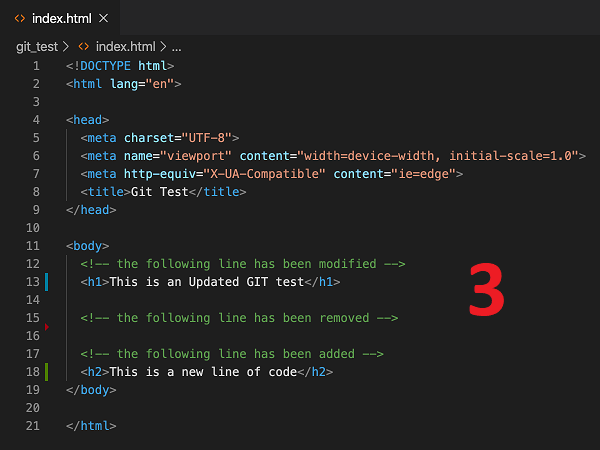 <> index.html ×
git_test > <> index.html > ...
1 <!DOCTYPE html>
2 <html lang="en">
3
4 <head>
5 <meta charset="UTF-8">
6 <meta name="viewport" content="width=device-width, initial-scale=1.0">
7 <meta http-equiv="X-UA-Compatible" content="ie=edge">
8 <title>Git Test</title>
9 </head>
10
11 <body>
12 <!-- the following line has been modified -->
13 <h1>This is an Updated GIT test</h1>
14
15 <!-- the following line has been removed -->
16
17 <!-- the following line has been added -->
18 <h2>This is a new line of code</h2>
19 </body>
20
21 </html>
3